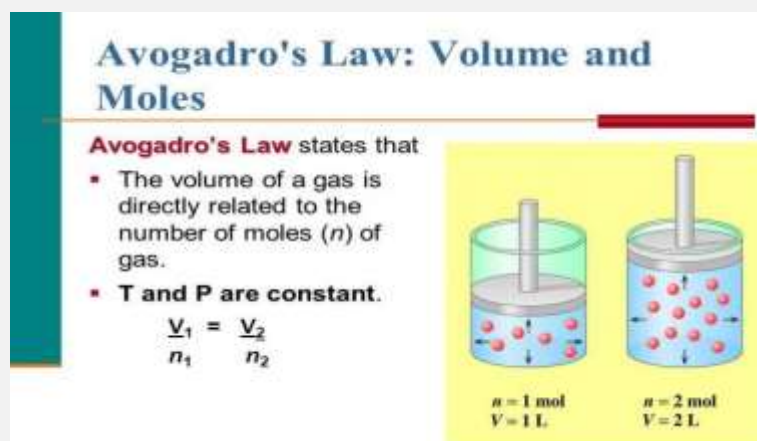 Avogadro's Law: Volume and
Moles
Avogadro's Law states that
▪ The volume of a gas is
directly related to the
number of moles (n) of
gas.
▪ T and P are constant.
V₁ = V₂
n₁ n₂
n = 1 mol n = 2 mol
V = 1 L V = 2 L